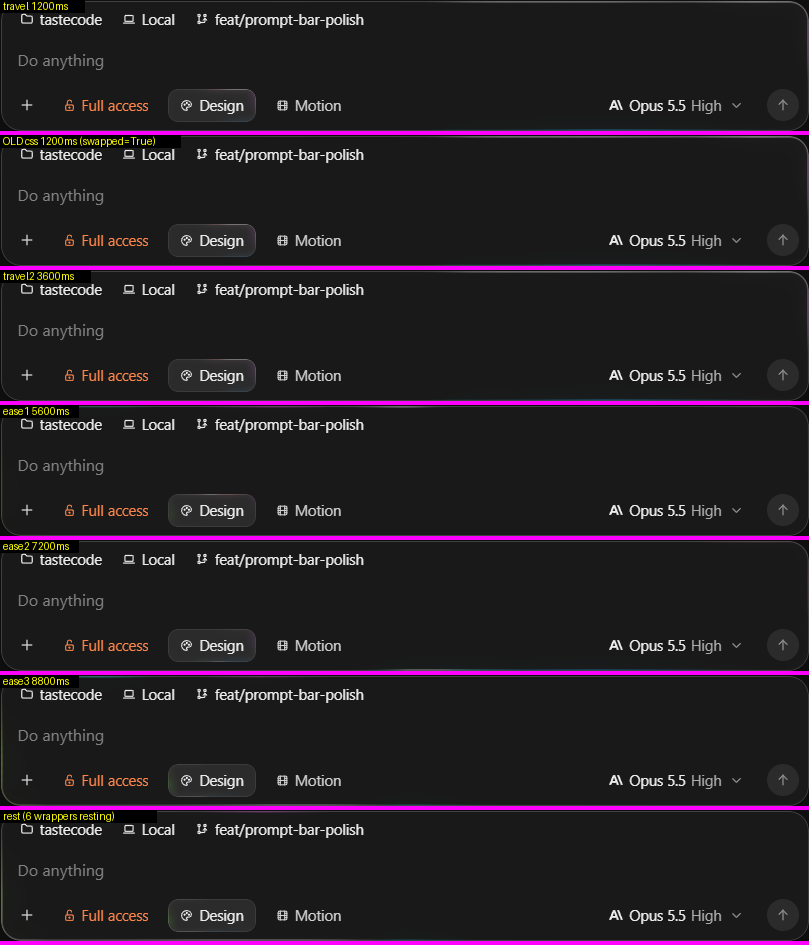 travel 1200ms
tastecode Local feat/prompt-bar-polish
Do anything
Full access Design Motion Opus 5.5 High
OLD css 1200ms (swapped=True)
tastecode Local feat/prompt-bar-polish
Do anything
Full access Design Motion Opus 5.5 High
travel2 3600ms
tastecode Local feat/prompt-bar-polish
Do anything
Full access Design Motion Opus 5.5 High
ease1 5600ms
tastecode Local feat/prompt-bar-polish
Do anything
Full access Design Motion Opus 5.5 High
ease2 7200ms
tastecode Local feat/prompt-bar-polish
Do anything
Full access Design Motion Opus 5.5 High
ease3 8800ms
tastecode Local feat/prompt-bar-polish
Do anything
Full access Design Motion Opus 5.5 High
rest (6 wrappers resting)
tastecode Local feat/prompt-bar-polish
Do anything
Full access Design Motion Opus 5.5 High